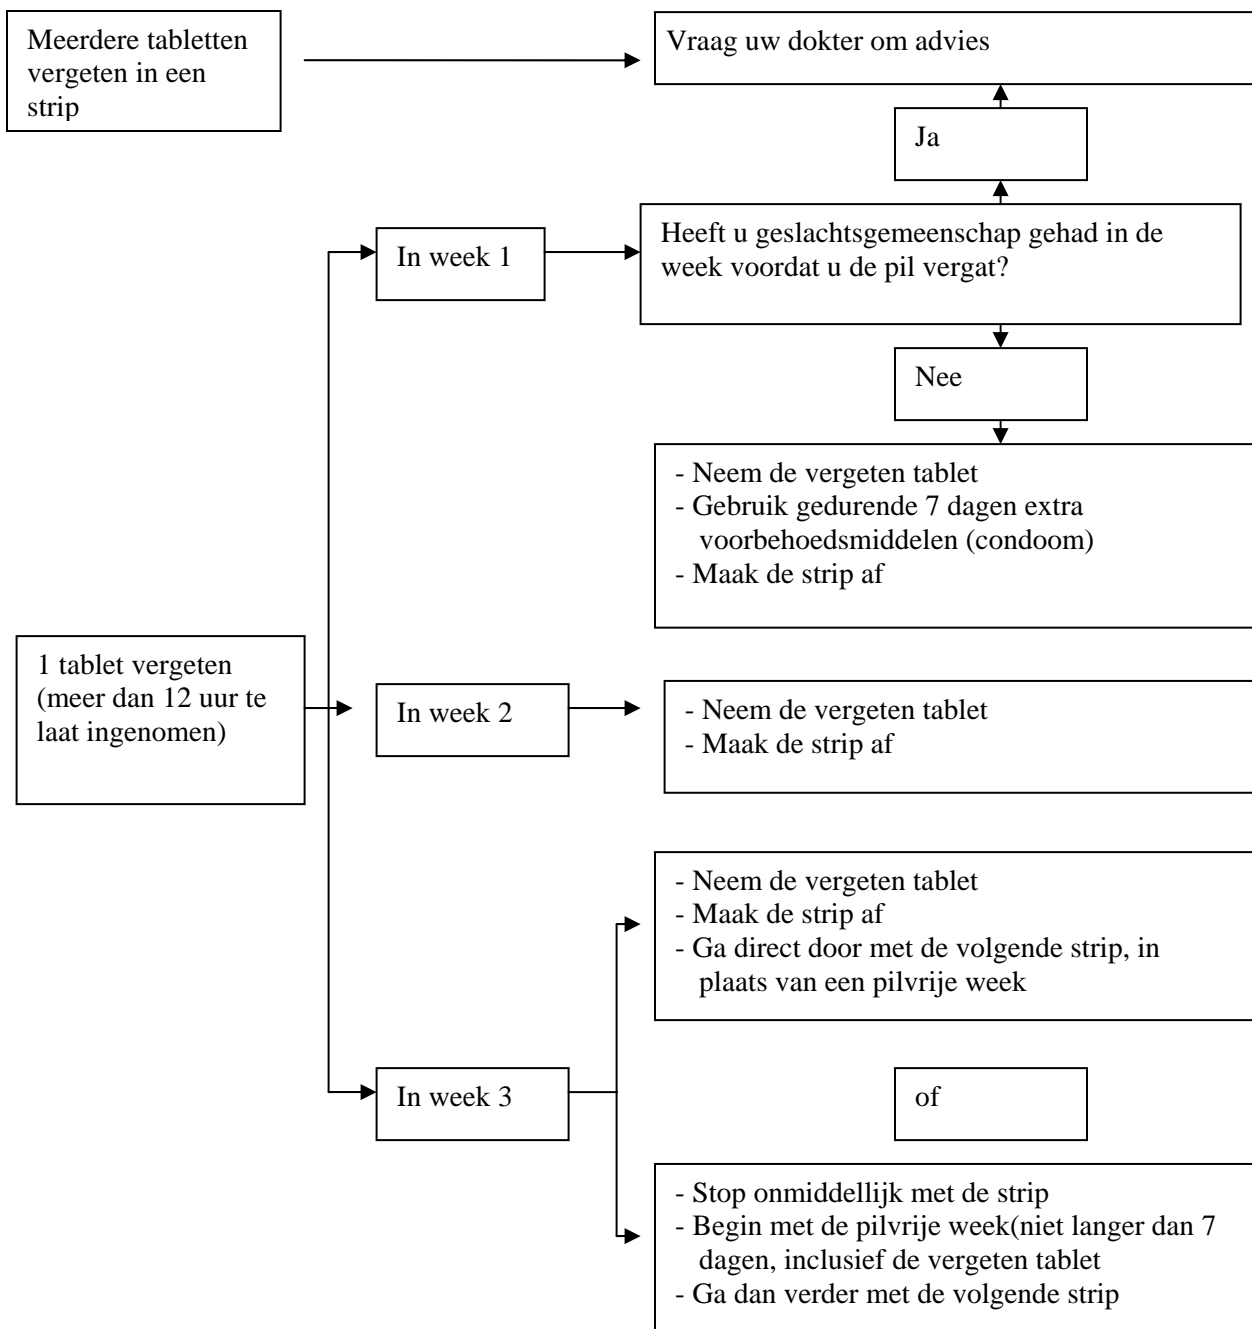 Meerdere tabletten
vergeten in een
strip
Vraag uw dokter om advies
Ja
In week 1
Heeft u geslachtsgemeenschap gehad in de
week voordat u de pil vergat?
Nee
- Neem de vergeten tablet
- Gebruik gedurende 7 dagen extra
voorbehoedsmiddelen (condoom)
- Maak de strip af
1 tablet vergeten
(meer dan 12 uur te
laat ingenomen)
In week 2
- Neem de vergeten tablet
- Maak de strip af
- Neem de vergeten tablet
- Maak de strip af
- Ga direct door met de volgende strip, in
plaats van een pilvrije week
In week 3
of
- Stop onmiddellijk met de strip
- Begin met de pilvrije week(niet langer dan 7
dagen, inclusief de vergeten tablet
- Ga dan verder met de volgende strip